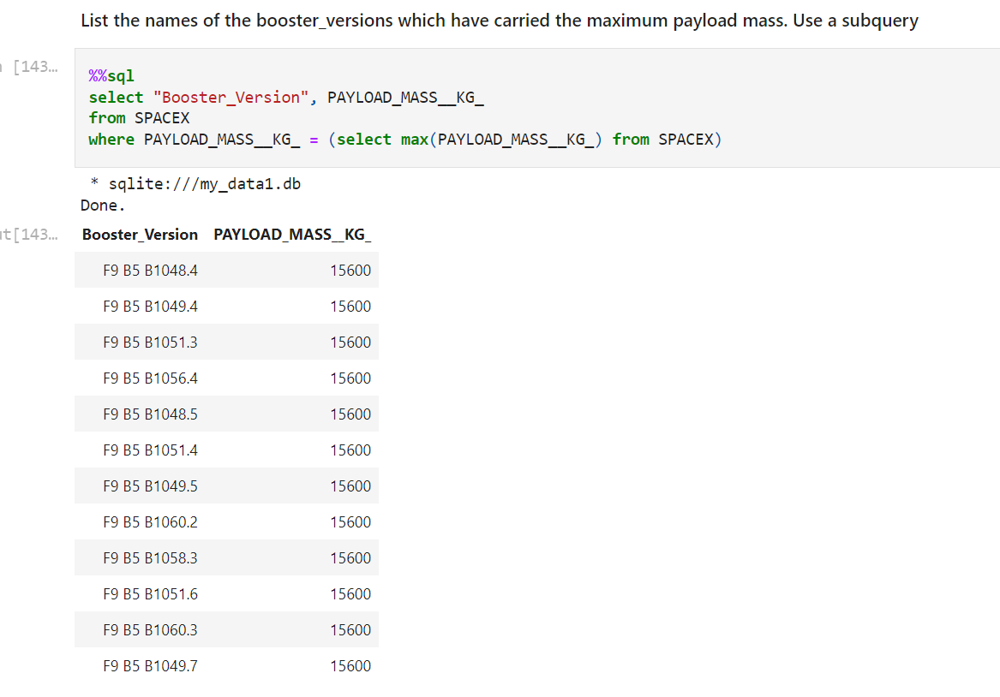 List the names of the booster_versions which have carried the maximum payload mass. Use a subquery
[143...
%%sql
select "Booster_Version", PAYLOAD_MASS__KG_
from SPACEX
where PAYLOAD_MASS__KG_ = (select max(PAYLOAD_MASS__KG_) from SPACEX)
* sqlite:///my_data1.db
Done.
t[143...
Booster_Version PAYLOAD_MASS__KG_
F9 B5 B1048.4 15600
F9 B5 B1049.4 15600
F9 B5 B1051.3 15600
F9 B5 B1056.4 15600
F9 B5 B1048.5 15600
F9 B5 B1051.4 15600
F9 B5 B1049.5 15600
F9 B5 B1060.2 15600
F9 B5 B1058.3 15600
F9 B5 B1051.6 15600
F9 B5 B1060.3 15600
F9 B5 B1049.7 15600